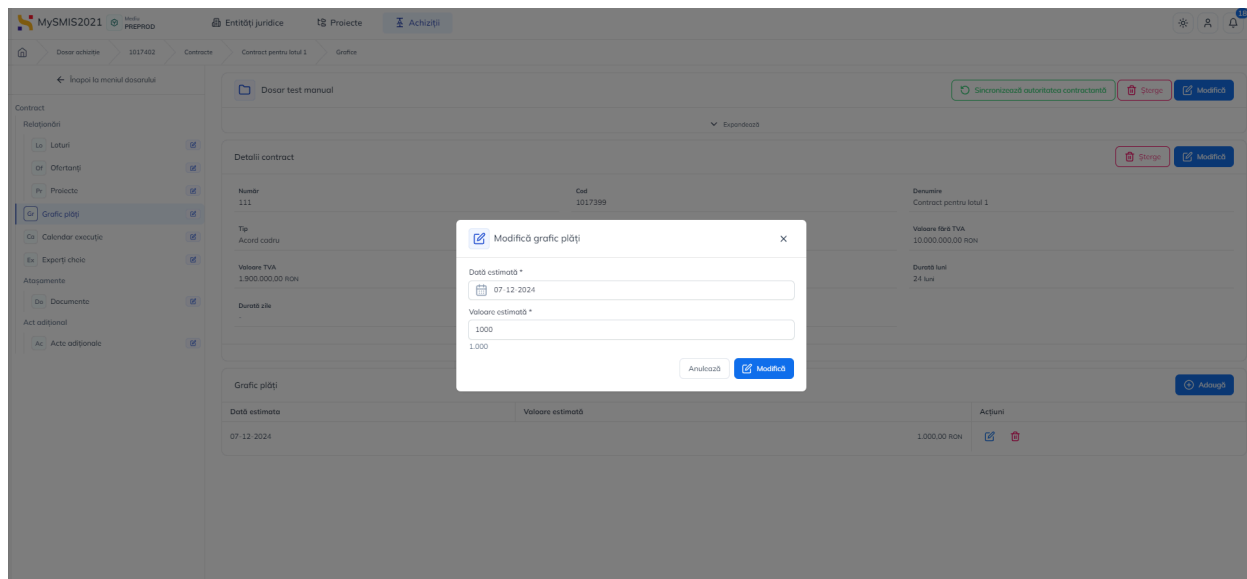 MySMIS2021 Mediu PREPROD Entități juridice Proiecte Achiziții 18
Dosar achiziție 1017402 Contracte Contract pentru lotul 1 Grafice
Înapoi la meniul dosarului
Contract
Relaționări
Lo Loturi
Of Ofertanți
Pr Proiecte
Gr Grafic plăți
Ca Calendar execuție
Ex Experți cheie
Atașamente
Do Documente
Act adițional
Ac Acte adiționale
Dosar test manual Sincronizează autoritatea contractantă Șterge Modifică
Expandează
Detalii contract Șterge Modifică
Număr Cod Denumire
111 1017399 Contract pentru lotul 1
Tip Valoare fără TVA
Acord cadru 10.000.000,00 RON
Valoare TVA Durată luni
1.900.000,00 RON 24 luni
Durată zile
-
Modifică grafic plăți
Dată estimată *
07-12-2024
Valoare estimată *
1000
1.000
Anulează Modifică
Grafic plăți Adaugă
Dată estimata Valoare estimată Acțiuni
07-12-2024 1.000,00 RON